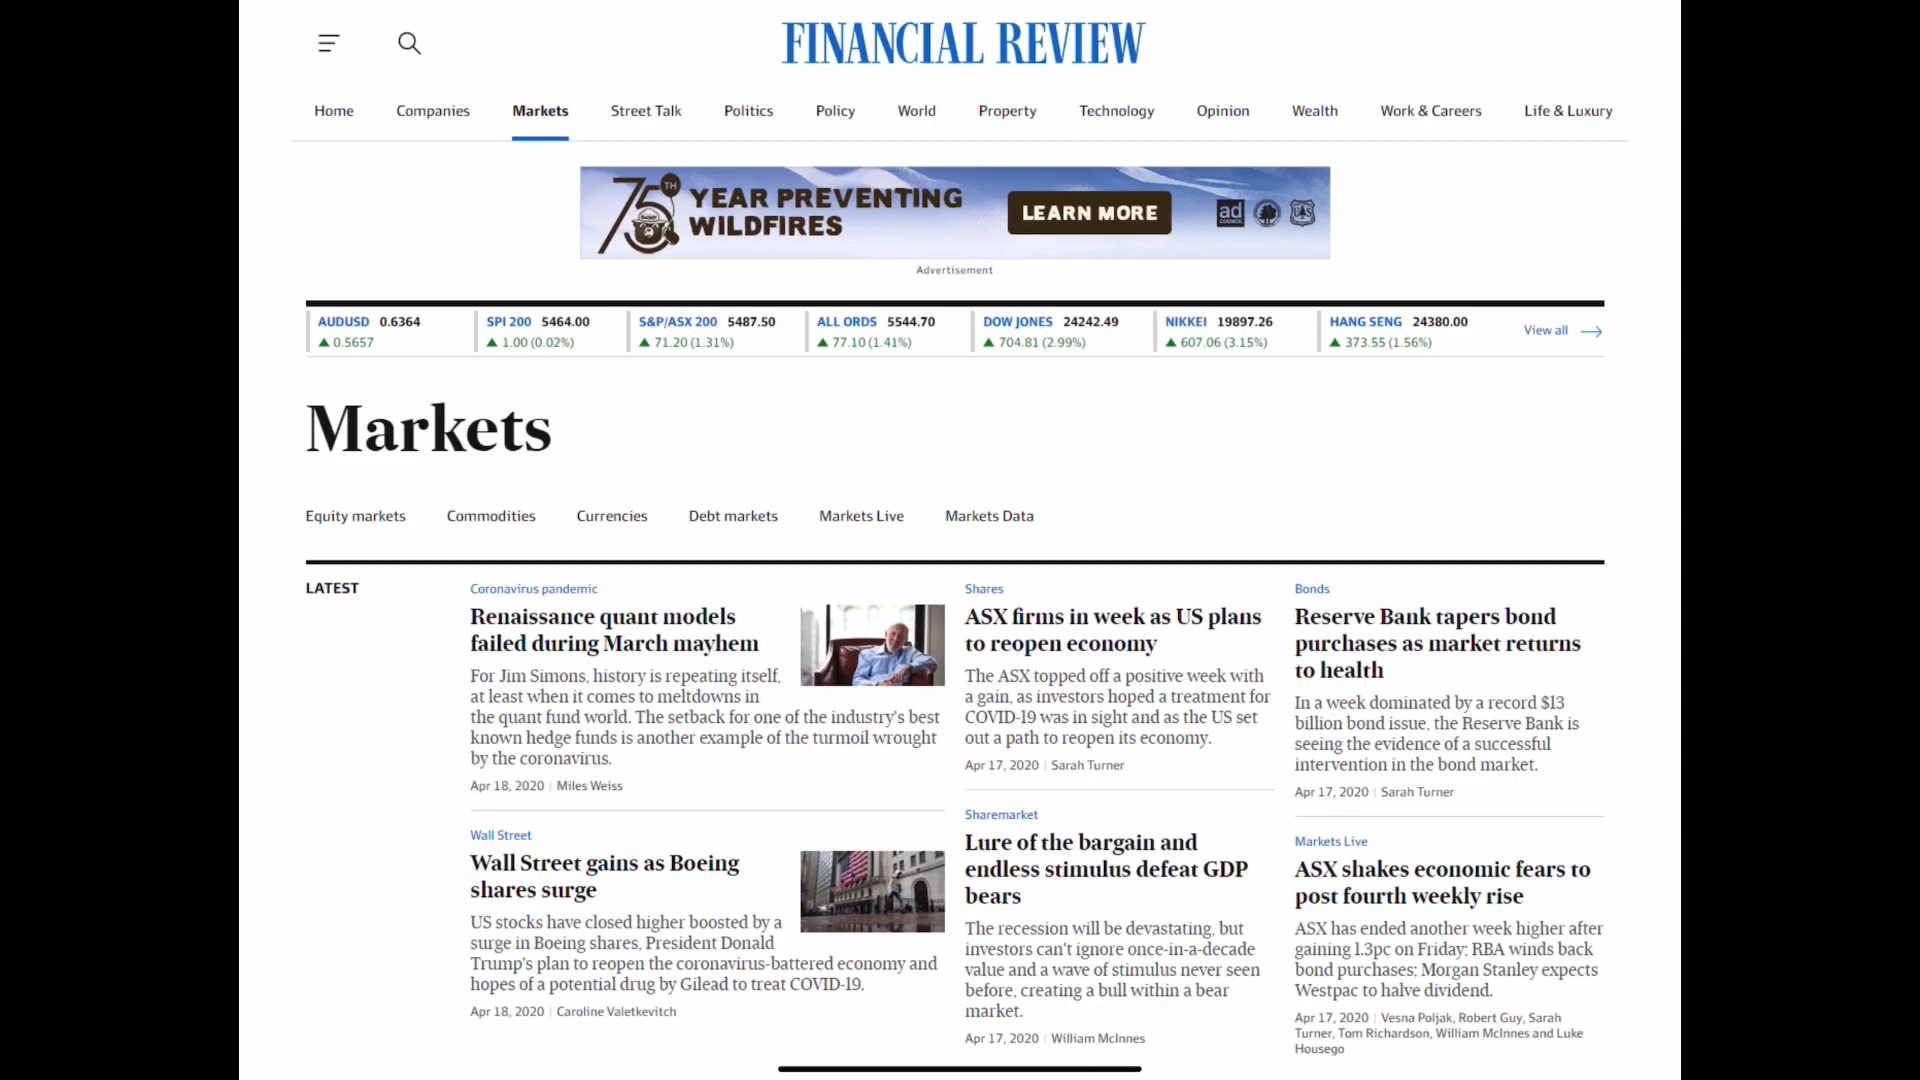 FINANCIAL REVIEW
Home Companies Markets Street Talk Politics Policy World Property Technology Opinion Wealth Work & Careers Life & Luxury
75TH YEAR PREVENTING
WILDFIRES
LEARN MORE
ad
COUNCIL
Advertisement
AUDUSD 0.6364 SPI 200 5464.00 S&P/ASX 200 5487.50 ALL ORDS 5544.70 DOW JONES 24242.49 NIKKEI 19897.26 HANG SENG 24380.00
▲ 0.5657 ▲ 1.00 (0.02%) ▲ 71.20 (1.31%) ▲ 77.10 (1.41%) ▲ 704.81 (2.99%) ▲ 607.06 (3.15%) ▲ 373.55 (1.56%)
View all
Markets
Equity markets Commodities Currencies Debt markets Markets Live Markets Data
LATEST
Coronavirus pandemic
Renaissance quant models
failed during March mayhem
For Jim Simons, history is repeating itself,
at least when it comes to meltdowns in
the quant fund world. The setback for one of the industry's best
known hedge funds is another example of the turmoil wrought
by the coronavirus.
Apr 18, 2020 | Miles Weiss
Wall Street
Wall Street gains as Boeing
shares surge
US stocks have closed higher boosted by a
surge in Boeing shares, President Donald
Trump's plan to reopen the coronavirus-battered economy and
hopes of a potential drug by Gilead to treat COVID-19.
Apr 18, 2020 | Caroline Valetkevitch
Shares
ASX firms in week as US plans
to reopen economy
The ASX topped off a positive week with
a gain, as investors hoped a treatment for
COVID-19 was in sight and as the US set
out a path to reopen its economy.
Apr 17, 2020 | Sarah Turner
Sharemarket
Lure of the bargain and
endless stimulus defeat GDP
bears
The recession will be devastating, but
investors can't ignore once-in-a-decade
value and a wave of stimulus never seen
before, creating a bull within a bear
market.
Apr 17, 2020 | William McInnes
Bonds
Reserve Bank tapers bond
purchases as market returns
to health
In a week dominated by a record $13
billion bond issue, the Reserve Bank is
seeing the evidence of a successful
intervention in the bond market.
Apr 17, 2020 | Sarah Turner
Markets Live
ASX shakes economic fears to
post fourth weekly rise
ASX has ended another week higher after
gaining 1.3pc on Friday; RBA winds back
bond purchases; Morgan Stanley expects
Westpac to halve dividend.
Apr 17, 2020 | Vesna Poljak, Robert Guy, Sarah
Turner, Tom Richardson, William McInnes and Luke
Housego